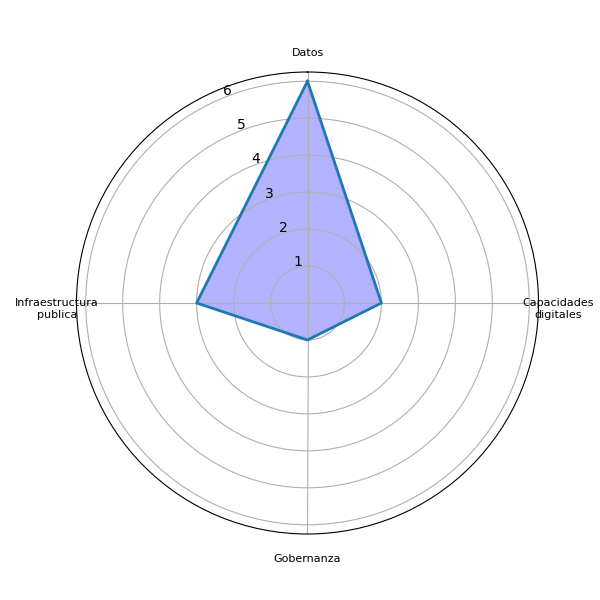 Datos
6
5
4
3
2
1
Infraestructura
publica
Capacidades
digitales
Gobernanza